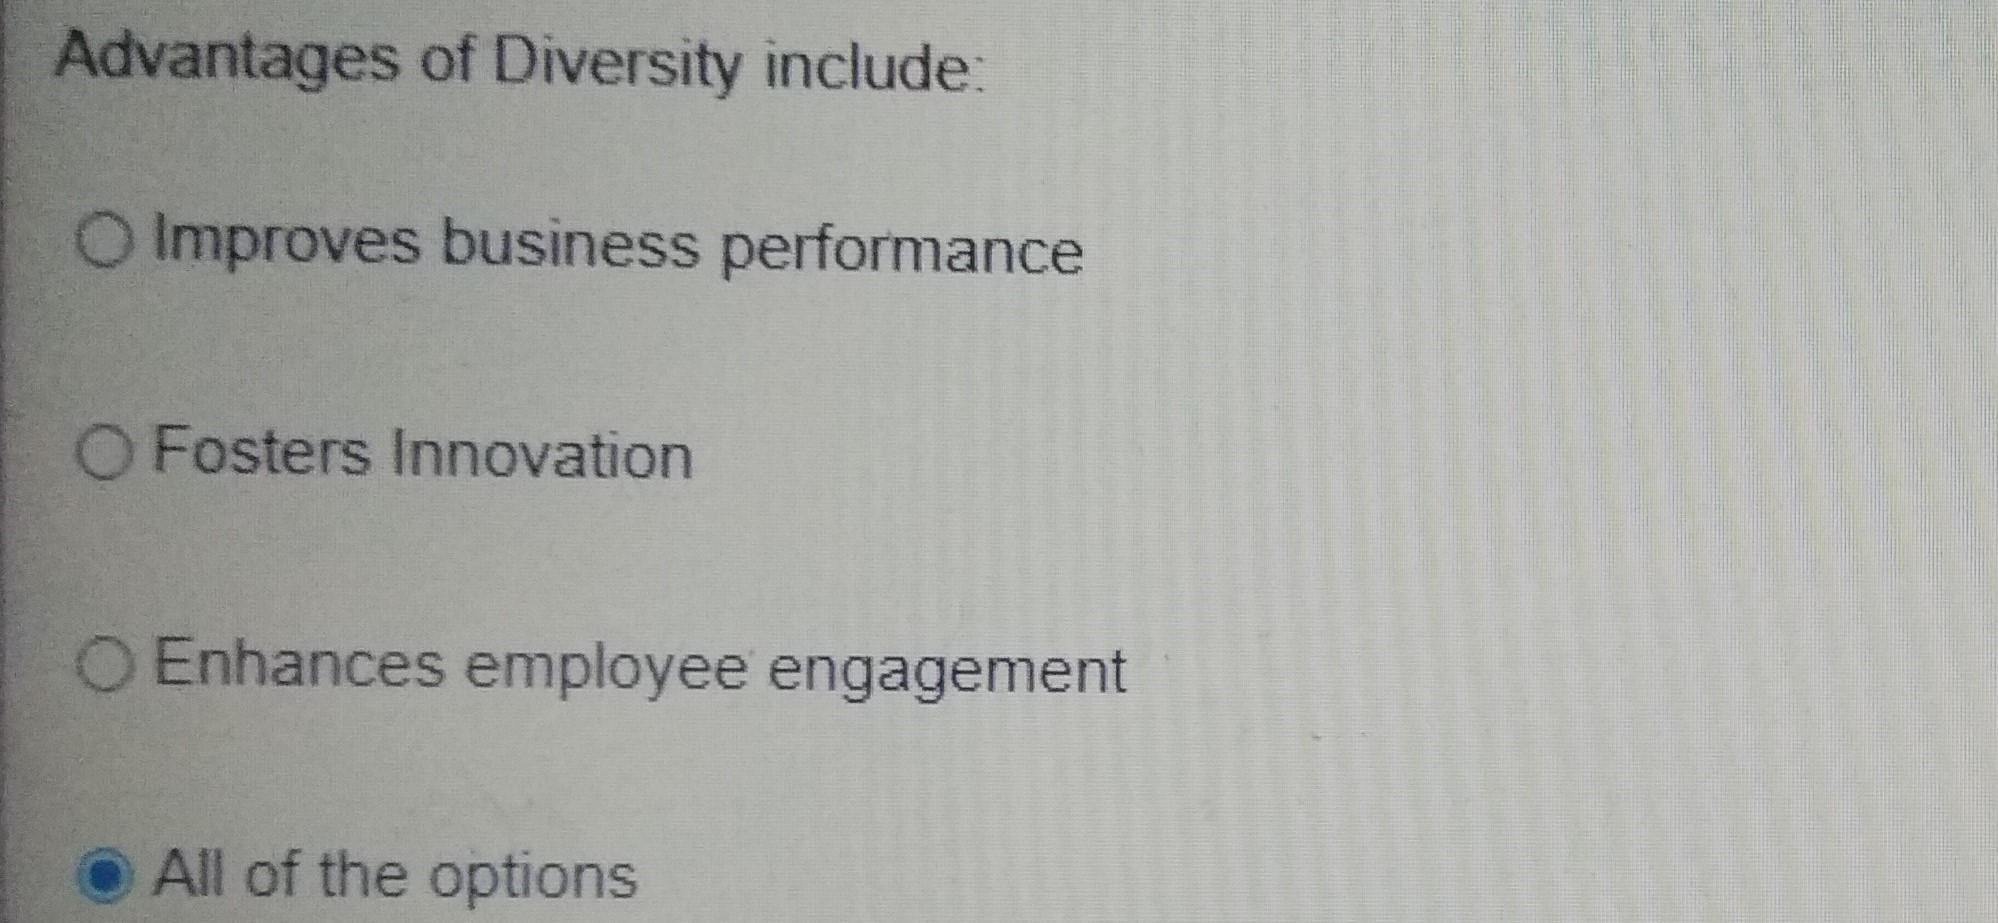 Advantages of Diversity include:
Improves business performance
Fosters Innovation
Enhances employee engagement
All of the options